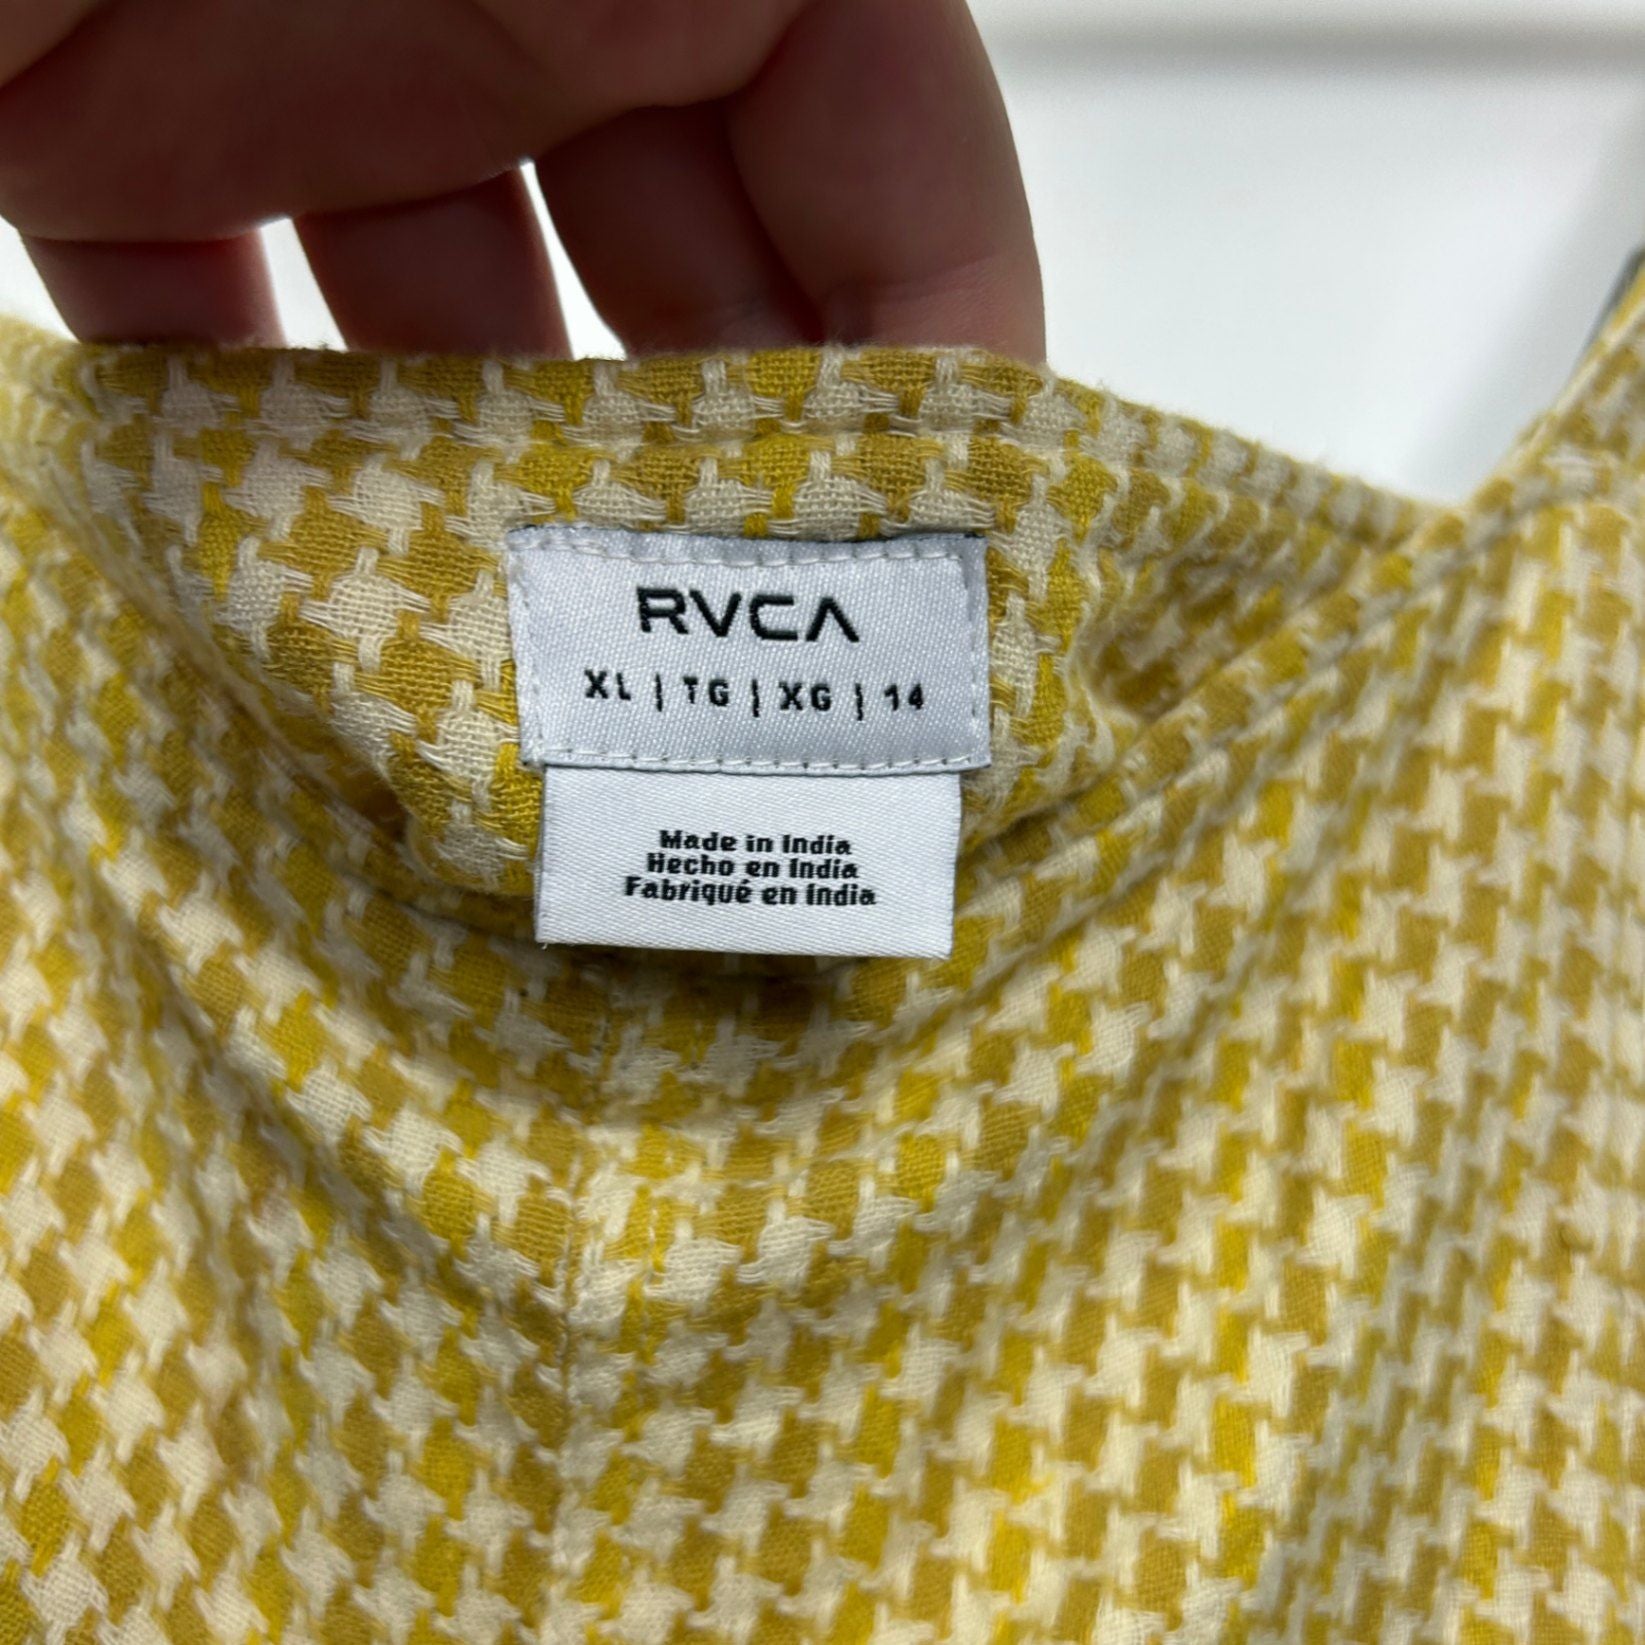 RVCA
XL | TG | XG | 14
Made in India
Hecho en India
Fabriqué en India